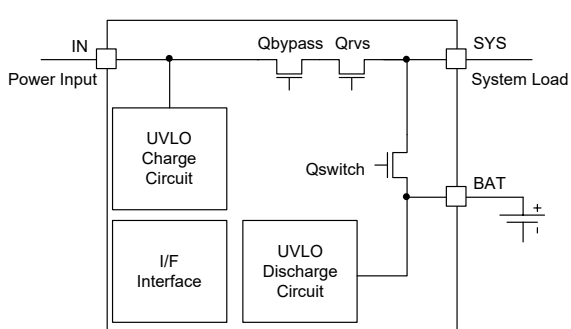 IN
Qbypass Qrvs
SYS
Power Input
System Load
UVLO
Charge
Circuit
Qswitch
BAT
+
-
I/F
Interface
UVLO
Discharge
Circuit